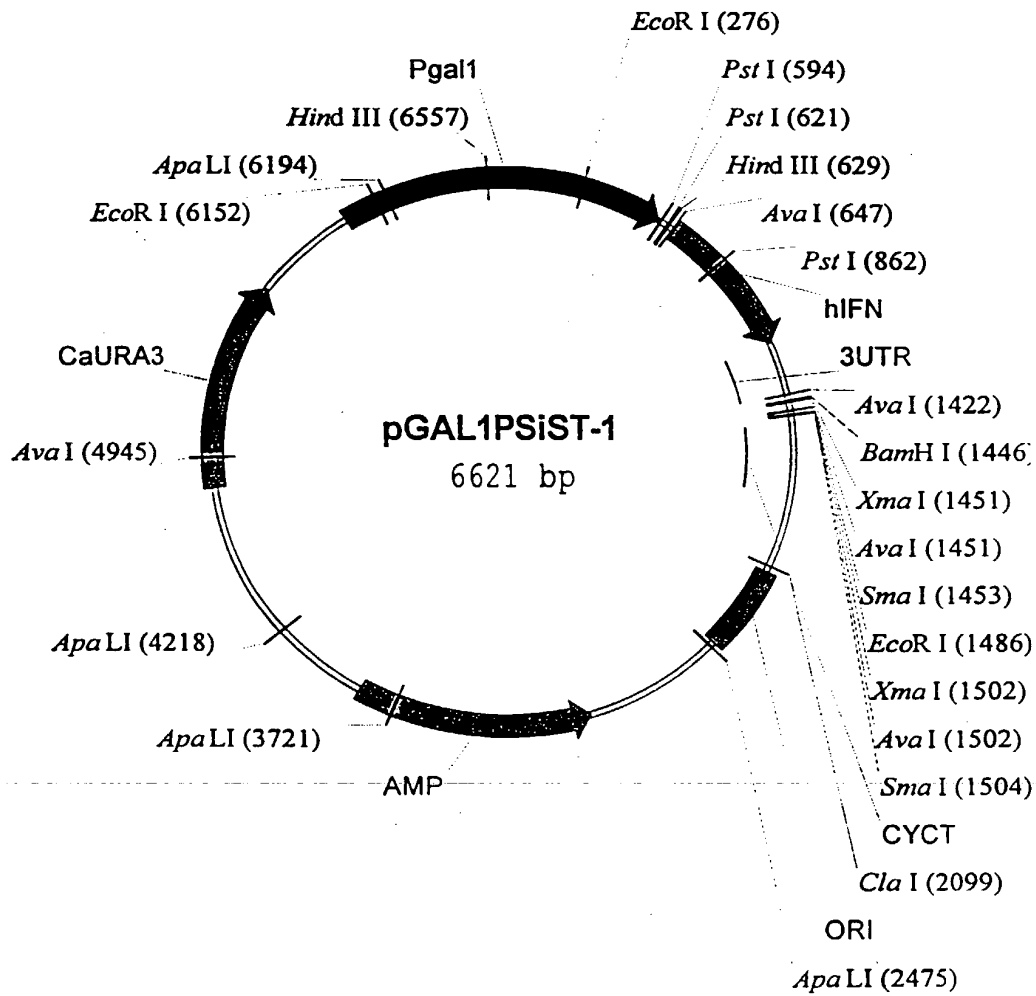 EcoR I (276)
Pgal1
Pst I (594)
Hind III (6557)
Pst I (621)
ApaLI (6194)
Hind III (629)
EcoR I (6152)
Ava I (647)
Pst I (862)
hIFN
CaURA3
3UTR
Ava I (1422)
pGAL1PSiST-1
Ava I (4945)
BamH I (1446)
6621 bp
Xma I (1451)
Ava I (1451)
Sma I (1453)
ApaLI (4218)
EcoR I (1486)
Xma I (1502)
ApaLI (3721)
Ava I (1502)
AMP
Sma I (1504)
CYCT
Cla I (2099)
ORI
ApaLI (2475)